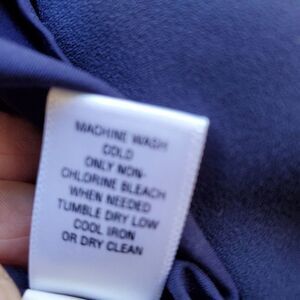 MACHINE WASH
COLD
ONLY NON-
CHLORINE BLEACH
WHEN NEEDED
TUMBLE DRY LOW
COOL IRON
OR DRY CLEAN